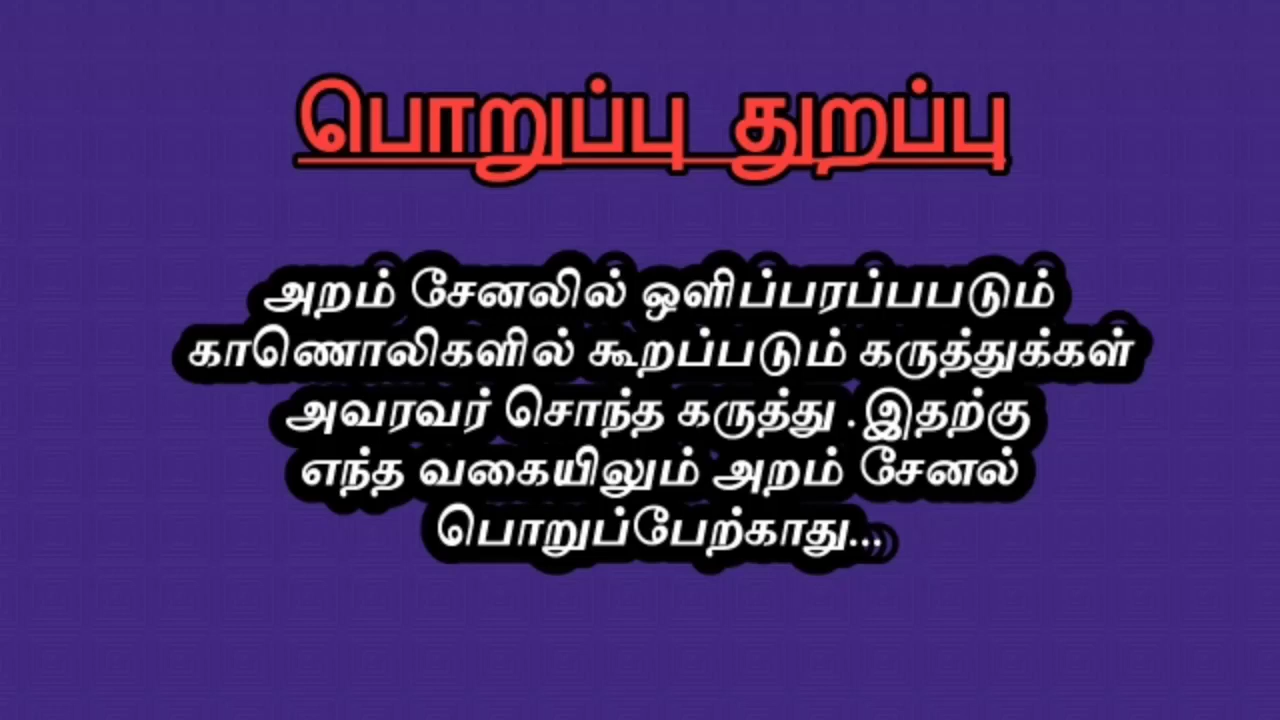 பொறுப்பு துறப்பு
அறம் சேனலில் ஒளிப்பரப்பபடும்
காணொலிகளில் கூறப்படும் கருத்துக்கள்
அவரவர் சொந்த கருத்து .இதற்கு
எந்த வகையிலும் அறம் சேனல்
பொறுப்பேற்காது...